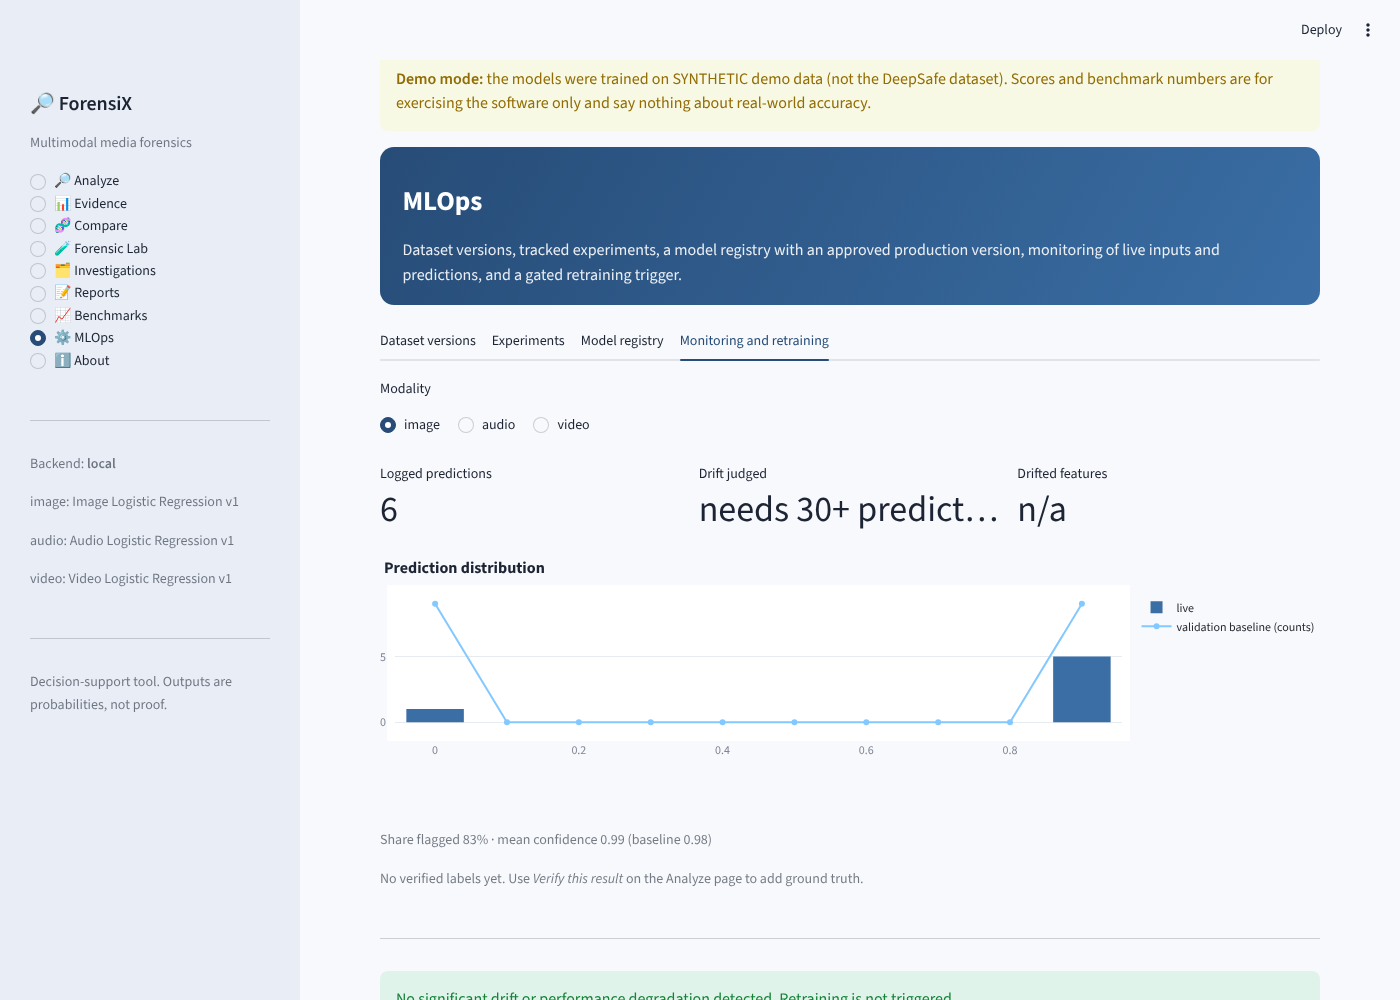 Deploy
Demo mode: the models were trained on SYNTHETIC demo data (not the DeepSafe dataset). Scores and benchmark numbers are for
exercising the software only and say nothing about real-world accuracy.
ForensiX
Multimodal media forensics
Analyze
Evidence
Compare
Forensic Lab
Investigations
Reports
Benchmarks
MLOps
About
Backend: local
image: Image Logistic Regression v1
audio: Audio Logistic Regression v1
video: Video Logistic Regression v1
Decision-support tool. Outputs are
probabilities, not proof.
MLOps
Dataset versions, tracked experiments, a model registry with an approved production version, monitoring of live inputs and
predictions, and a gated retraining trigger.
Dataset versions Experiments Model registry Monitoring and retraining
Modality
image audio video
Logged predictions Drift judged Drifted features
6 needs 30+ predict… n/a
Prediction distribution
live
validation baseline (counts)
5
0
0 0.2 0.4 0.6 0.8
Share flagged 83% · mean confidence 0.99 (baseline 0.98)
No verified labels yet. Use Verify this result on the Analyze page to add ground truth.
No significant drift or performance degradation detected. Retraining is not triggered.